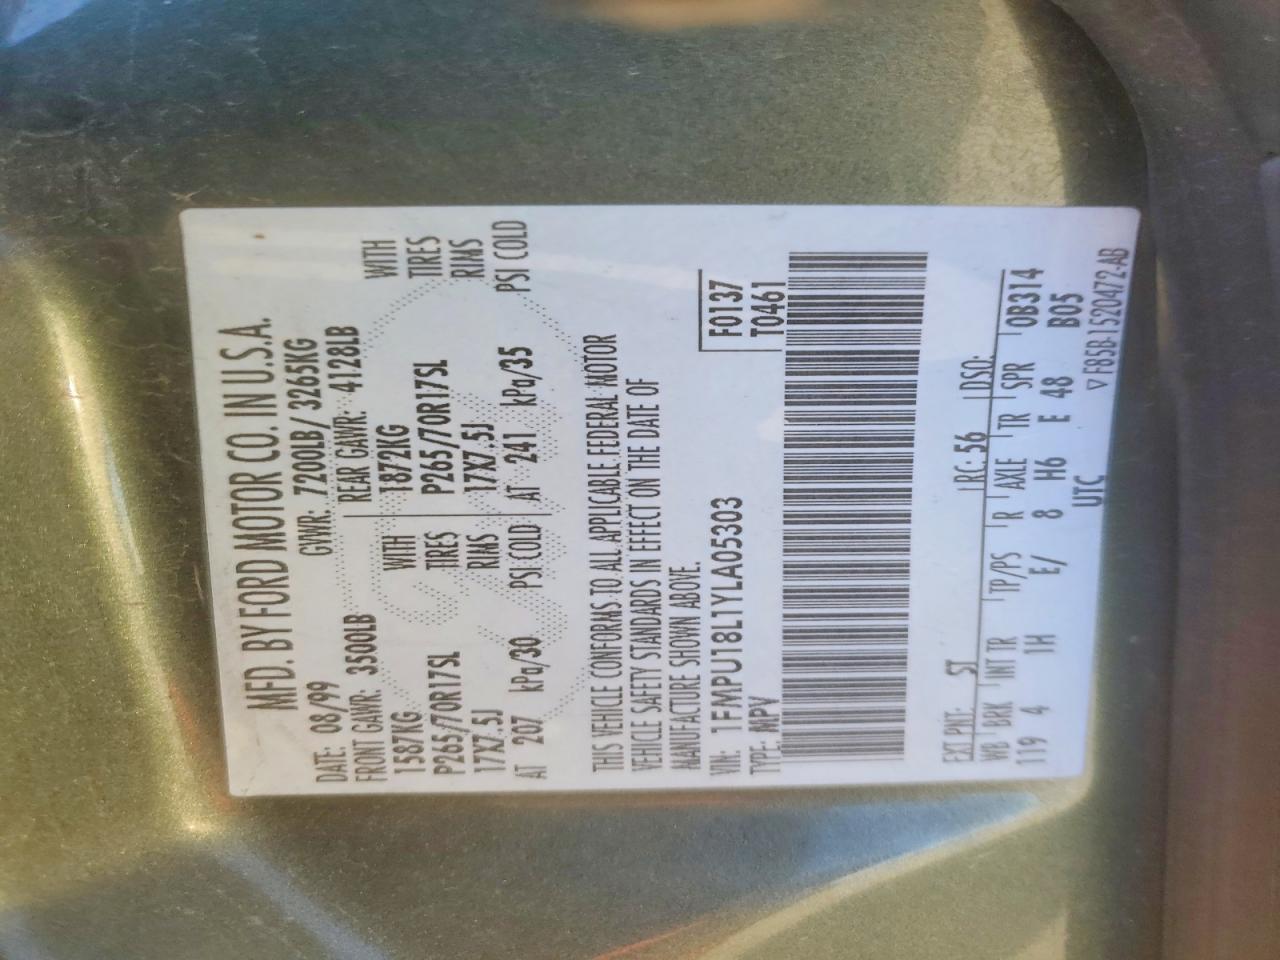 MFD. BY FORD MOTOR CO. IN U.S.A.
DATE: 08/99 GVWR: 7200LB/ 3265KG
FRONT GAWR: 3500LB REAR GAWR: 4128LB
1587KG WITH 1872KG WITH
P265/70R17SL TIRES P265/70R17SL TIRES
17X7.5J RIMS 17X7.5J RIMS
AT 207 kPa/30 PSI COLD AT 241 kPa/35 PSI COLD
THIS VEHICLE CONFORMS TO ALL APPLICABLE FEDERAL MOTOR
VEHICLE SAFETY STANDARDS IN EFFECT ON THE DATE OF
MANUFACTURE SHOWN ABOVE.
VIN: 1FMPU18L1YLA05303 F0137
TYPE: MPV T0461
EXT PNT: ST RC: 56 DSO:
WB BRK INT TR TP/PS R AXLE TR SPR 0B314
119 4 1H E/ 8 H6 E 48 B05
UTC
▽ F85B-1520472-AB